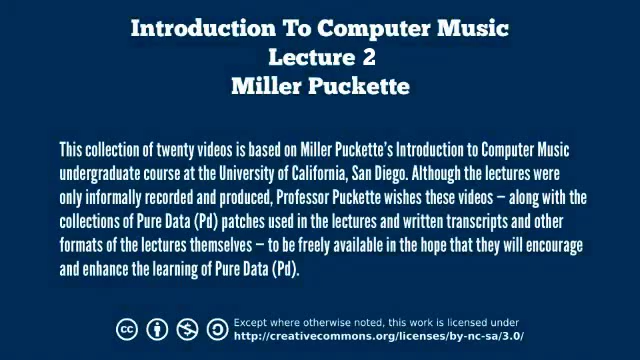 Introduction To Computer Music
Lecture 2
Miller Puckette
This collection of twenty videos is based on Miller Puckette's Introduction to Computer Music
undergraduate course at the University of California, San Diego. Although the lectures were
only informally recorded and produced, Professor Puckette wishes these videos – along with the
collections of Pure Data (Pd) patches used in the lectures and written transcripts and other
formats of the lectures themselves – to be freely available in the hope that they will encourage
and enhance the learning of Pure Data (Pd).
cc
Except where otherwise noted, this work is licensed under
http://creativecommons.org/licenses/by-nc-sa/3.0/